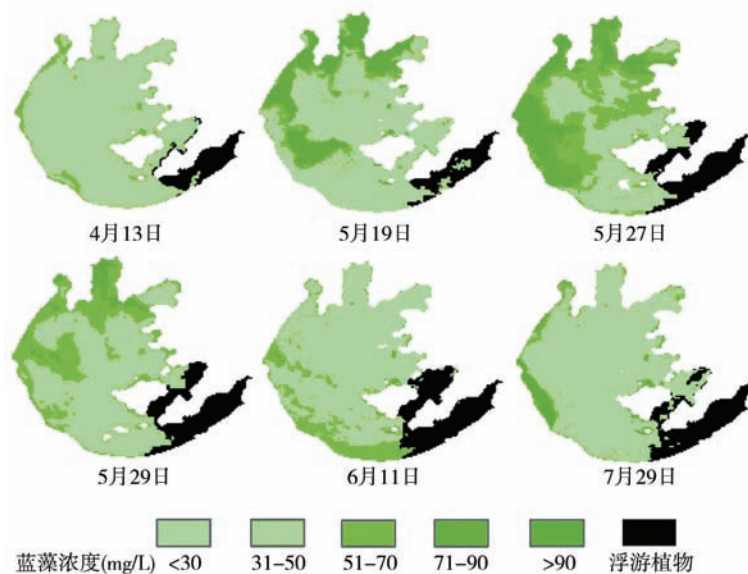 4月13日
5月19日
5月27日
5月29日
6月11日
7月29日
蓝藻浓度(mg/L) <30 31–50 51–70 71–90 >90 浮游植物